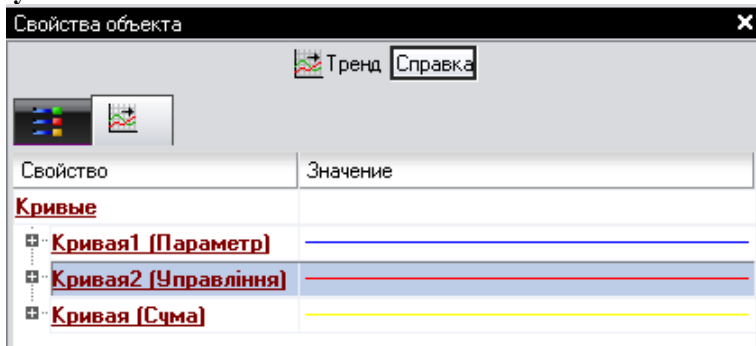 Свойства объекта
Тренд Справка
Свойство Значение
Кривые
Кривая1 (Параметр)
Кривая2 (Управління)
Кривая (Сума)